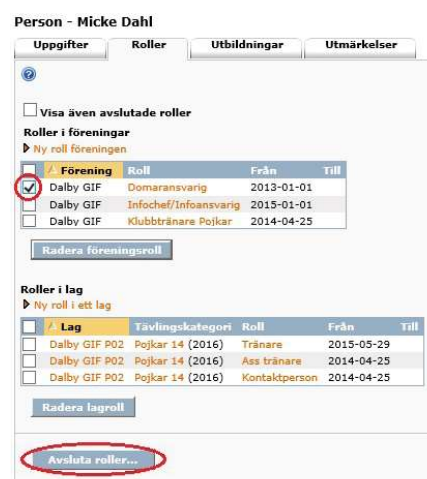 Person - Micke Dahl
Uppgifter Roller Utbildningar Utmärkelser
Visa även avslutade roller
Roller i föreningar
Ny roll föreningen
Förening Roll Från Till
Dalby GIF Domaransvarig 2013-01-01
Dalby GIF Infochef/Infoansvarig 2015-01-01
Dalby GIF Klubbtränare Pojkar 2014-04-25
Radera föreningsroll
Roller i lag
Ny roll i ett lag
Lag Tävlingskategori Roll Från Till
Dalby GIF P02 Pojkar 14 (2016) Tränare 2015-05-29
Dalby GIF P02 Pojkar 14 (2016) Ass tränare 2014-04-25
Dalby GIF P02 Pojkar 14 (2016) Kontaktperson 2014-04-25
Radera lagroll
Avsluta roller...